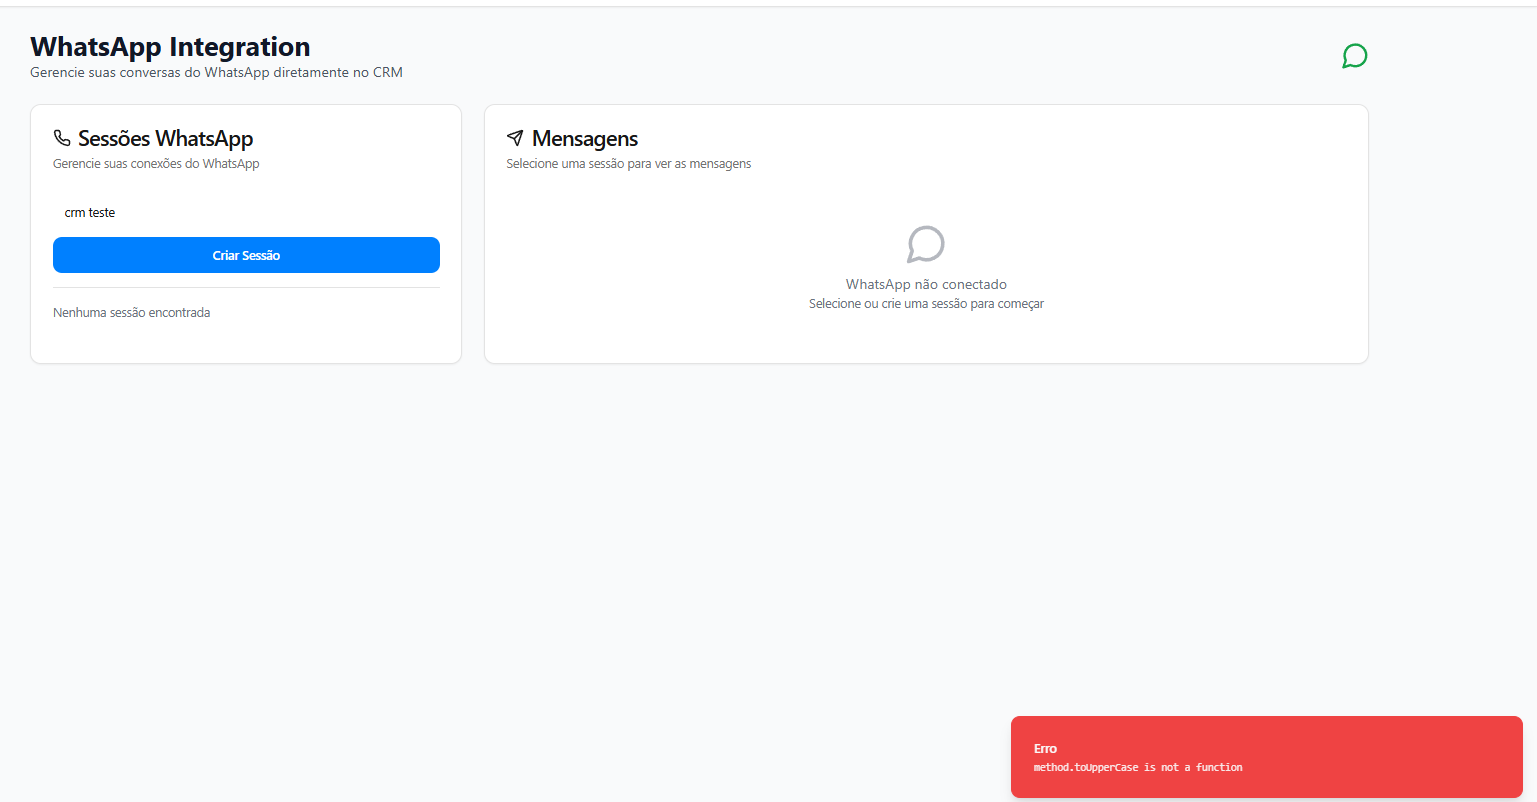 WhatsApp Integration
Gerencie suas conversas do WhatsApp diretamente no CRM
Sessões WhatsApp
Gerencie suas conexões do WhatsApp
crm teste
Criar Sessão
Nenhuma sessão encontrada
Mensagens
Selecione uma sessão para ver as mensagens
WhatsApp não conectado
Selecione ou crie uma sessão para começar
Erro
method.toUpperCase is not a function